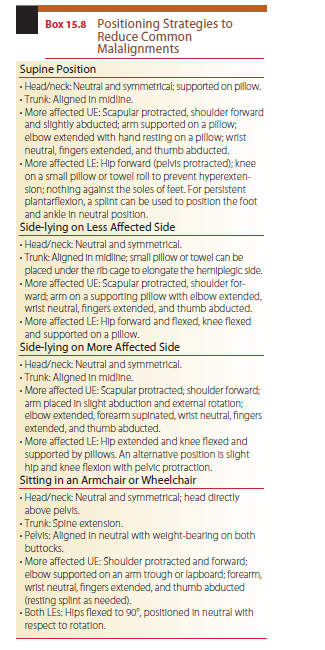 Box 15.8 Positioning Strategies to
Reduce Common
Malalignments
Supine Position
• Head/neck: Neutral and symmetrical; supported on pillow.
• Trunk: Aligned in midline.
• More affected UE: Scapular protracted, shoulder forward
and slightly abducted; arm supported on a pillow;
elbow extended with hand resting on a pillow; wrist
neutral, fingers extended, and thumb abducted.
• More affected LE: Hip forward (pelvis protracted); knee
on a small pillow or towel roll to prevent hyperexten-
sion; nothing against the soles of feet. For persistent
plantarflexion, a splint can be used to position the foot
and ankle in neutral position.
Side-lying on Less Affected Side
• Head/neck: Neutral and symmetrical.
• Trunk: Aligned in midline; small pillow or towel can be
placed under the rib cage to elongate the hemiplegic side.
• More affected UE: Scapular protracted, shoulder for-
ward; arm on a supporting pillow with elbow extended,
wrist neutral, fingers extended, and thumb abducted.
• More affected LE: Hip forward and flexed, knee flexed
and supported on a pillow.
Side-lying on More Affected Side
• Head/neck: Neutral and symmetrical.
• Trunk: Aligned in midline.
• More affected UE: Scapular protracted; shoulder forward;
arm placed in slight abduction and external rotation;
elbow extended, forearm supinated, wrist neutral, fingers
extended, and thumb abducted.
• More affected LE: Hip extended and knee flexed and
supported by pillows. An alternative position is slight
hip and knee flexion with pelvic protraction.
Sitting in an Armchair or Wheelchair
• Head/neck: Neutral and symmetrical; head directly
above pelvis.
• Trunk: Spine extension.
• Pelvis: Aligned in neutral with weight-bearing on both
buttocks.
• More affected UE: Shoulder protracted and forward;
elbow supported on an arm trough or lapboard; forearm,
wrist neutral, fingers extended, and thumb abducted
(resting splint as needed).
• Both LEs: Hips flexed to 90°, positioned in neutral with
respect to rotation.